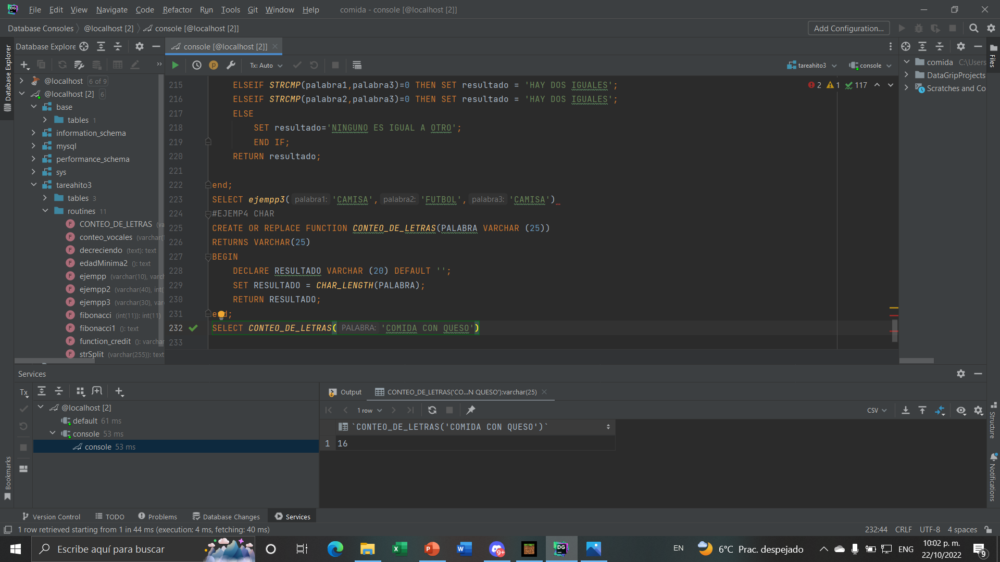 File Edit View Navigate Code Refactor Run Tools Git Window Help comida - console [@localhost [2]]
Database Consoles @localhost [2] console [@localhost [2]] Add Configuration...
Database Explorer
Database Explore
console [@localhost [2]]
Tx: Auto tareahito3 console
@localhost 6 of 9
@localhost [2] 6
base
tables 1
information_schema
mysql
performance_schema
sys
tareahito3
tables 3
routines 11
CONTEO_DE_LETRAS (va
conteo_vocales (varchar(
decreciendo (text): text
edadMinima2 (): text
ejempp (varchar(10), varch
ejempp2 (varchar(40), int(
ejempp3 (varchar(30), var
fibonacci (int(11)): int(11)
fibonacci1 (): text
function_credit (): varchar
strSplit (varchar(255)): text
215 ELSEIF STRCMP(palabra1,palabra3)=0 THEN SET resultado = 'HAY DOS IGUALES';
2 1 117
216 ELSEIF STRCMP(palabra2,palabra3)=0 THEN SET resultado = 'HAY DOS IGUALES';
217 ELSE
218 SET resultado='NINGUNO ES IGUAL A OTRO';
219 END IF;
220 RETURN resultado;
221
222 end;
223 SELECT ejempp3( palabra1: 'CAMISA', palabra2: 'FUTBOL', palabra3: 'CAMISA')
224 #EJEMP4 CHAR
225 CREATE OR REPLACE FUNCTION CONTEO_DE_LETRAS(PALABRA VARCHAR (25))
226 RETURNS VARCHAR(25)
227 BEGIN
228 DECLARE RESULTADO VARCHAR (20) DEFAULT '';
229 SET RESULTADO = CHAR_LENGTH(PALABRA);
230 RETURN RESULTADO;
231 end;
232 SELECT CONTEO_DE_LETRAS( PALABRA: 'COMIDA CON QUESO')
233
comida C:\Users
DataGripProjects
Scratches and Co
Files
Services
Tx
@localhost [2]
default 61 ms
console 53 ms
console 53 ms
Output CONTEO_DE_LETRAS('CO...N QUESO'):varchar(25)
1 row CSV
`CONTEO_DE_LETRAS('COMIDA CON QUESO')`
1 16
Structure
Notifications
Bookmarks
Version Control TODO Problems Database Changes Services
1 row retrieved starting from 1 in 44 ms (execution: 4 ms, fetching: 40 ms) 232:44 CRLF UTF-8 4 spaces
Escribe aquí para buscar
9+
DG
EN 6°C Prac. despejado ENG
10:02 p. m.
22/10/2022
9